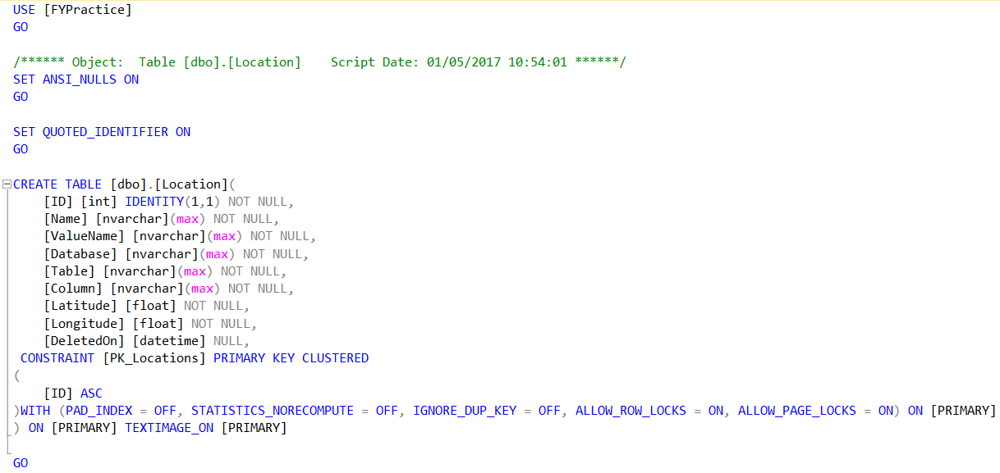 USE [FYPractice]
GO
/****** Object:  Table [dbo].[Location]    Script Date: 01/05/2017 10:54:01 ******/
SET ANSI_NULLS ON
GO
SET QUOTED_IDENTIFIER ON
GO
CREATE TABLE [dbo].[Location](
    [ID] [int] IDENTITY(1,1) NOT NULL,
    [Name] [nvarchar](max) NOT NULL,
    [ValueName] [nvarchar](max) NOT NULL,
    [Database] [nvarchar](max) NOT NULL,
    [Table] [nvarchar](max) NOT NULL,
    [Column] [nvarchar](max) NOT NULL,
    [Latitude] [float] NOT NULL,
    [Longitude] [float] NOT NULL,
    [DeletedOn] [datetime] NULL,
 CONSTRAINT [PK_Locations] PRIMARY KEY CLUSTERED
(
    [ID] ASC
)WITH (PAD_INDEX = OFF, STATISTICS_NORECOMPUTE = OFF, IGNORE_DUP_KEY = OFF, ALLOW_ROW_LOCKS = ON, ALLOW_PAGE_LOCKS = ON) ON [PRIMARY]
) ON [PRIMARY] TEXTIMAGE_ON [PRIMARY]
GO